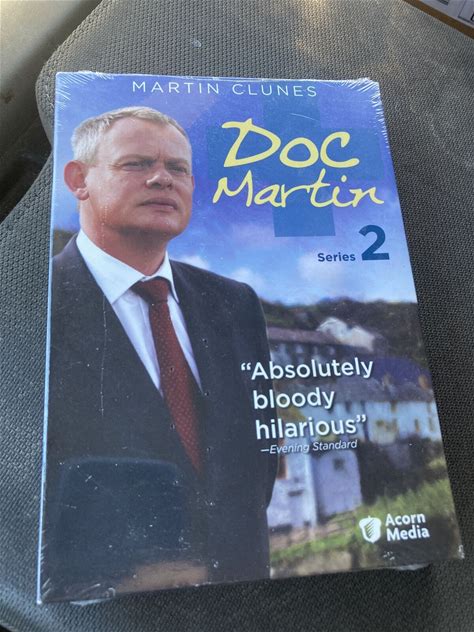 MARTIN CLUNES
Doc
Martin
Series 2
“Absolutely
bloody
hilarious”
—Evening Standard
Acorn
Media